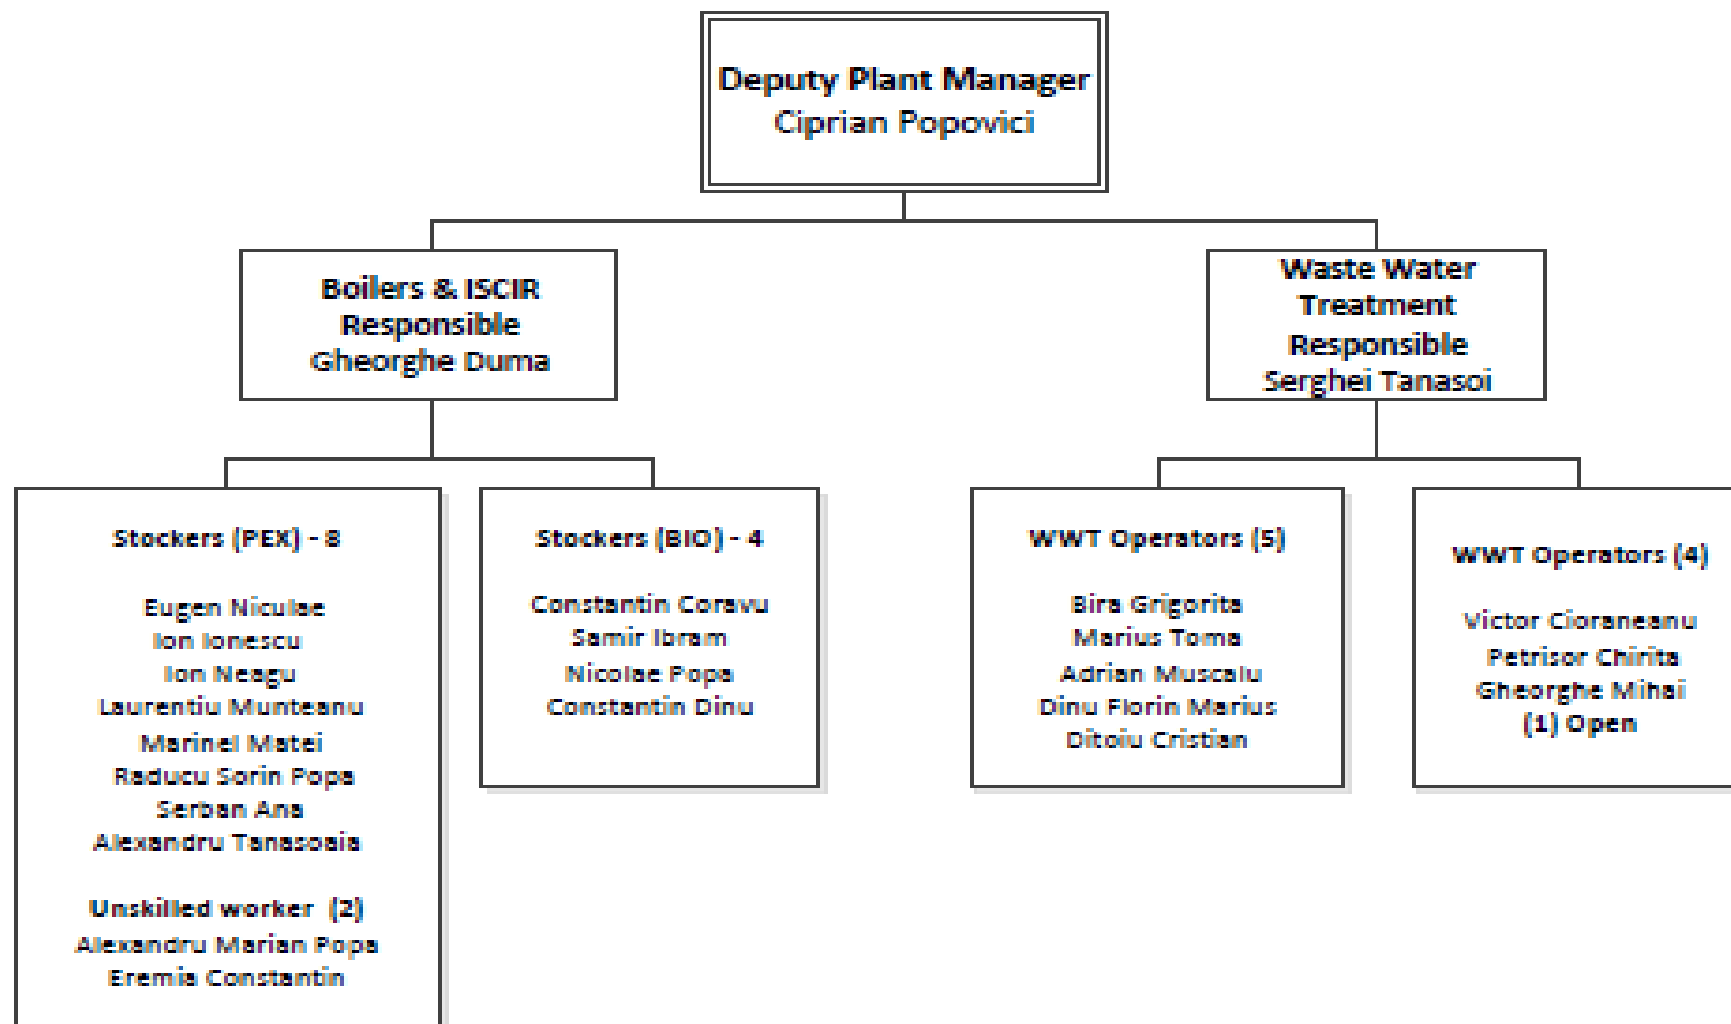 Deputy Plant Manager
Ciprian Popovici
Boilers & ISCIR
Responsible
Gheorghe Duma
Waste Water
Treatment
Responsible
Serghei Tanasoi
Stockers (PEX) - 8
Eugen Niculae
Ion Ionescu
Ion Neagu
Laurentiu Munteanu
Marinel Matei
Raducu Sorin Popa
Serban Ana
Alexandru Tanasoaia
Unskilled worker (2)
Alexandru Marian Popa
Eremia Constantin
Stockers (BIO) - 4
Constantin Coravu
Samir Ibram
Nicolae Popa
Constantin Dinu
WWT Operators (5)
Bira Grigorita
Marius Toma
Adrian Muscalu
Dinu Florin Marius
Ditoiu Cristian
WWT Operators (4)
Victor Cioraneanu
Petrisor Chirita
Gheorghe Mihai
(1) Open